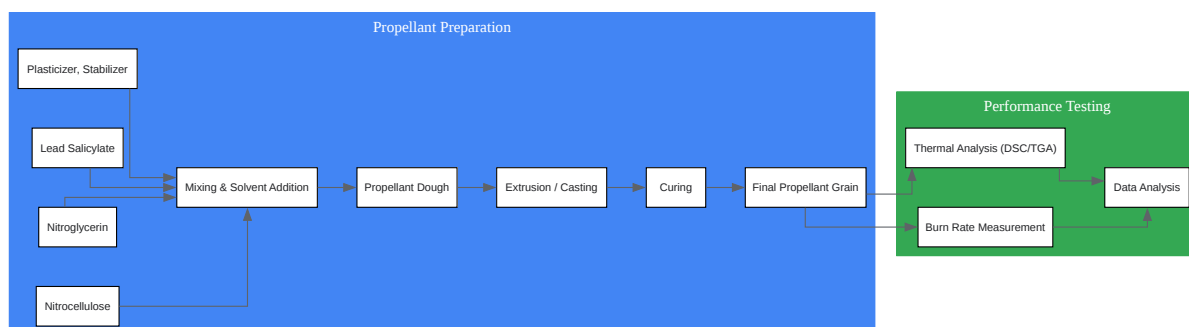 Propellant Preparation
Plasticizer, Stabilizer
Lead Salicylate
Nitroglycerin
Nitrocellulose
Mixing & Solvent Addition
Propellant Dough
Extrusion / Casting
Curing
Final Propellant Grain
Performance Testing
Thermal Analysis (DSC/TGA)
Burn Rate Measurement
Data Analysis